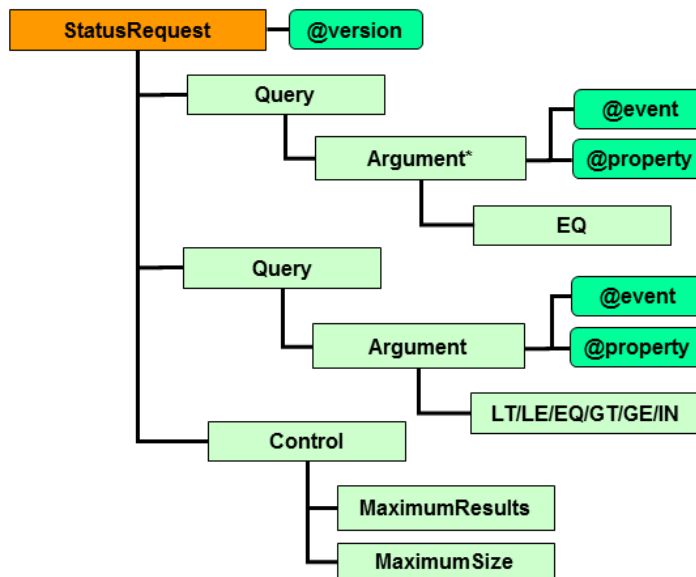 StatusRequest
@version
Query
@event
Argument*
@property
EQ
Query
@event
Argument
@property
LT/LE/EQ/GT/GE/IN
Control
MaximumResults
MaximumSize